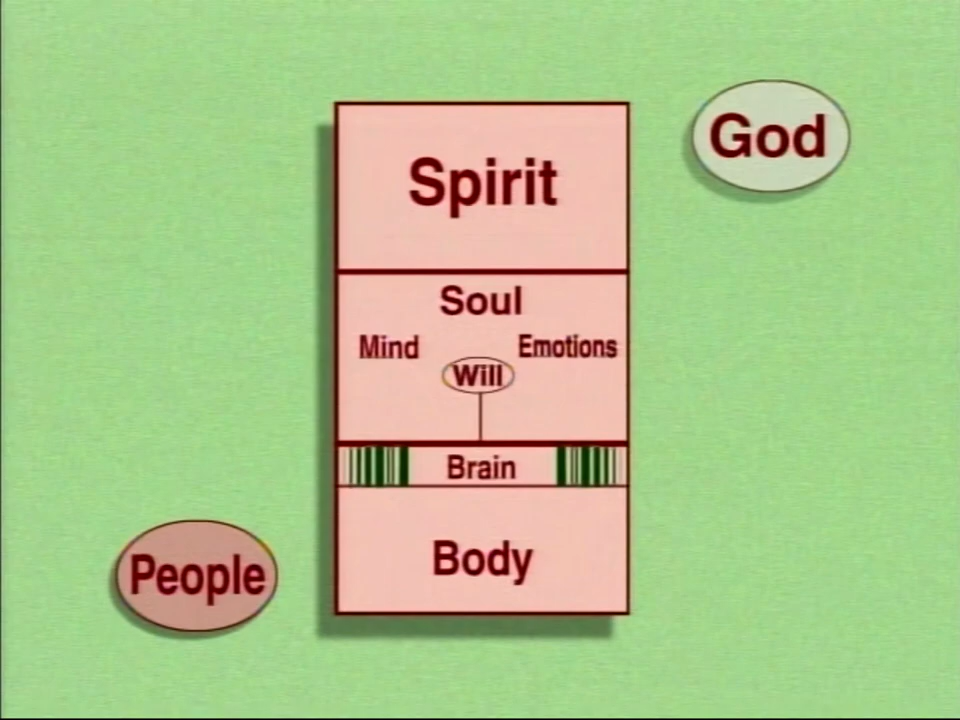 God
Spirit
Soul
Mind
Emotions
Will
Brain
Body
People